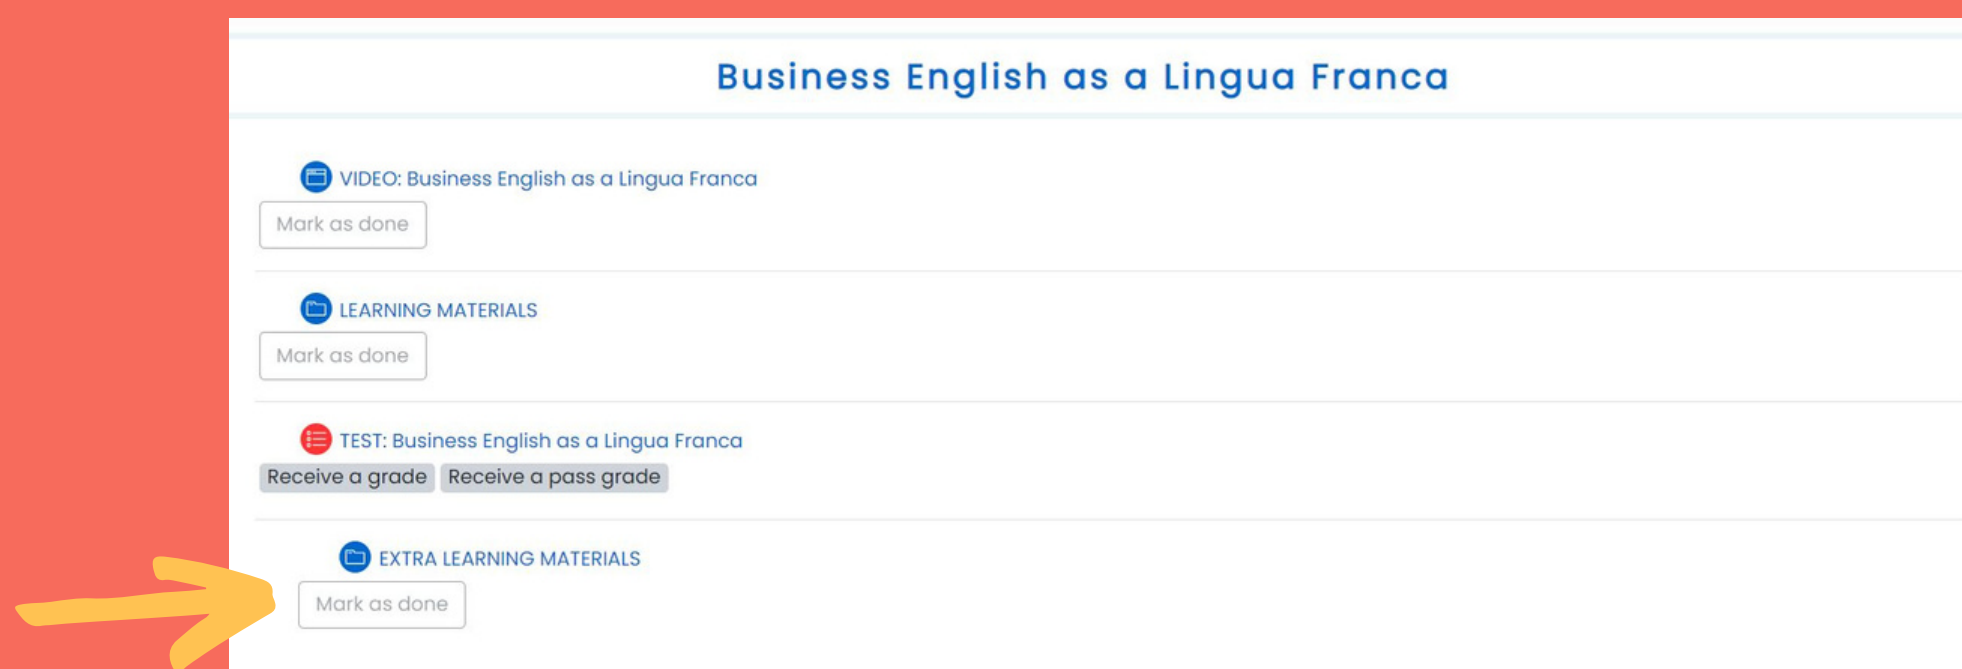 Business English as a Lingua Franca
VIDEO: Business English as a Lingua Franca
Mark as done
LEARNING MATERIALS
Mark as done
TEST: Business English as a Lingua Franca
Receive a grade Receive a pass grade
EXTRA LEARNING MATERIALS
Mark as done